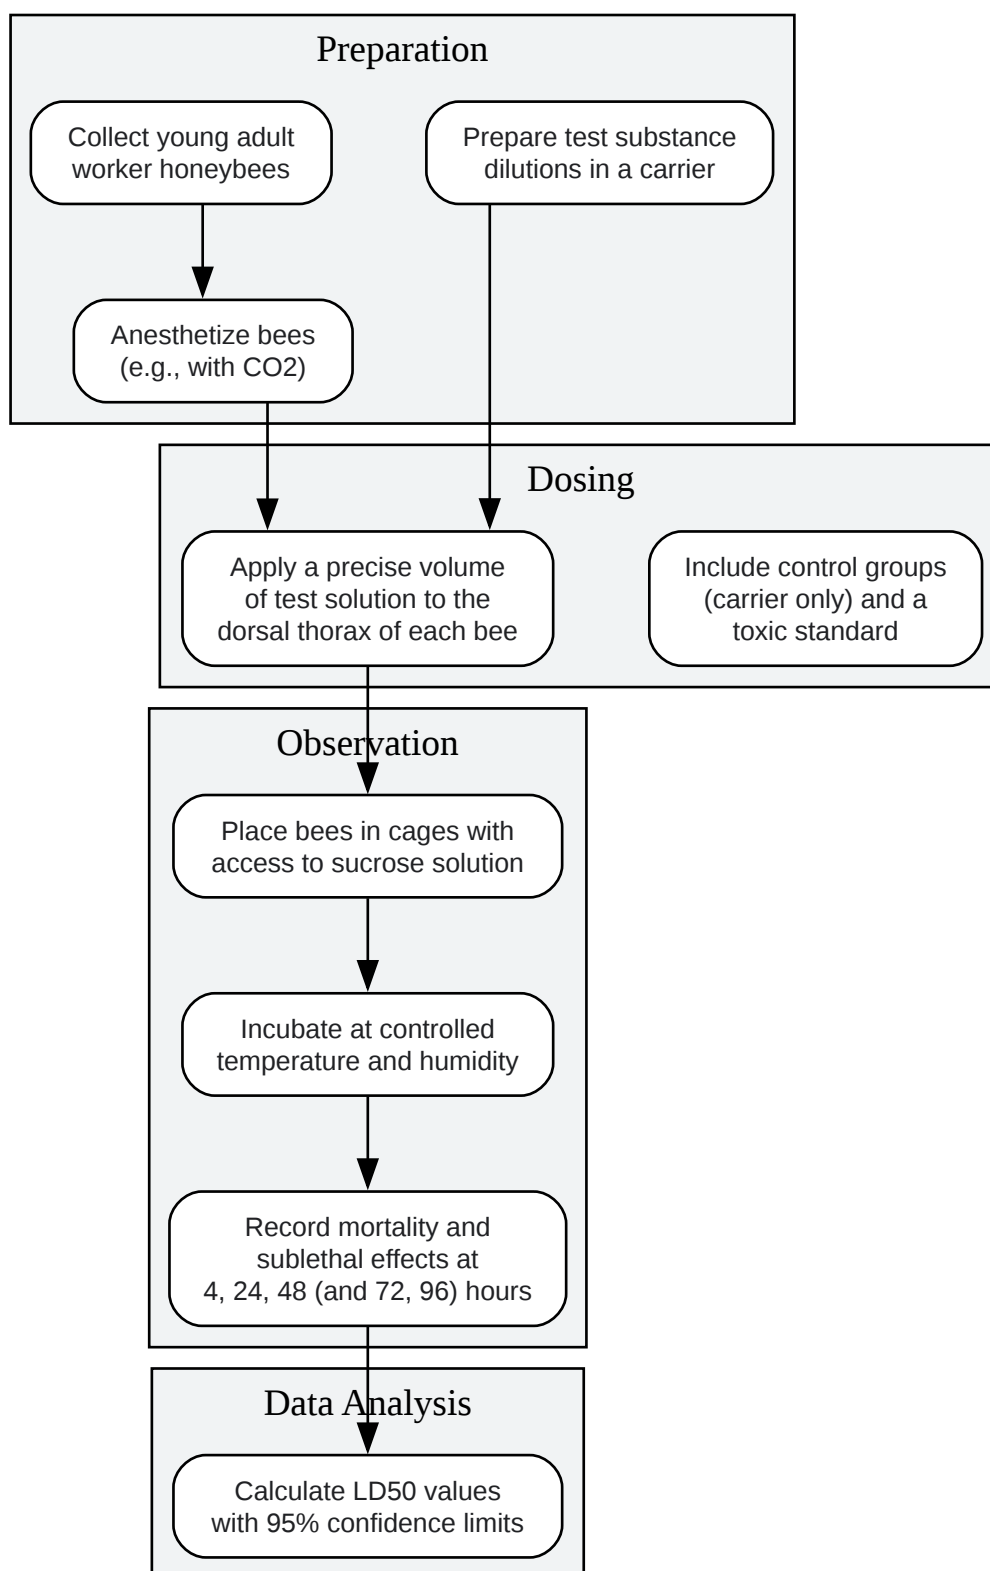 Preparation
Collect young adult
worker honeybees
Prepare test substance
dilutions in a carrier
Anesthetize bees
(e.g., with CO2)
Dosing
Apply a precise volume
of test solution to the
dorsal thorax of each bee
Include control groups
(carrier only) and a
toxic standard
Observation
Place bees in cages with
access to sucrose solution
Incubate at controlled
temperature and humidity
Record mortality and
sublethal effects at
4, 24, 48 (and 72, 96) hours
Data Analysis
Calculate LD50 values
with 95% confidence limits